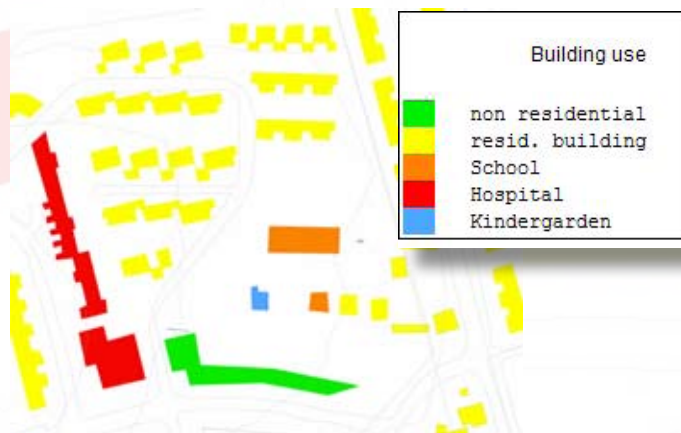 Building use
non residential
resid. building
School
Hospital
Kindergarden